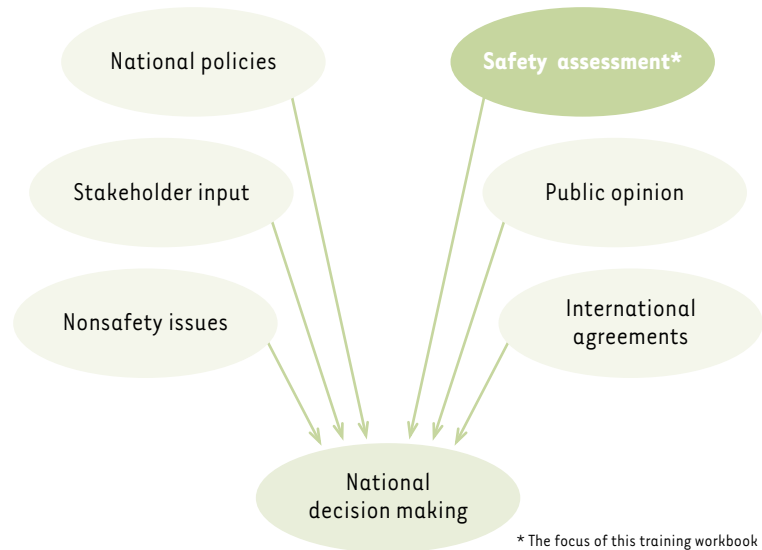 National policies
Safety assessment*
Stakeholder input
Public opinion
Nonsafety issues
International
agreements
National
decision making
* The focus of this training workbook